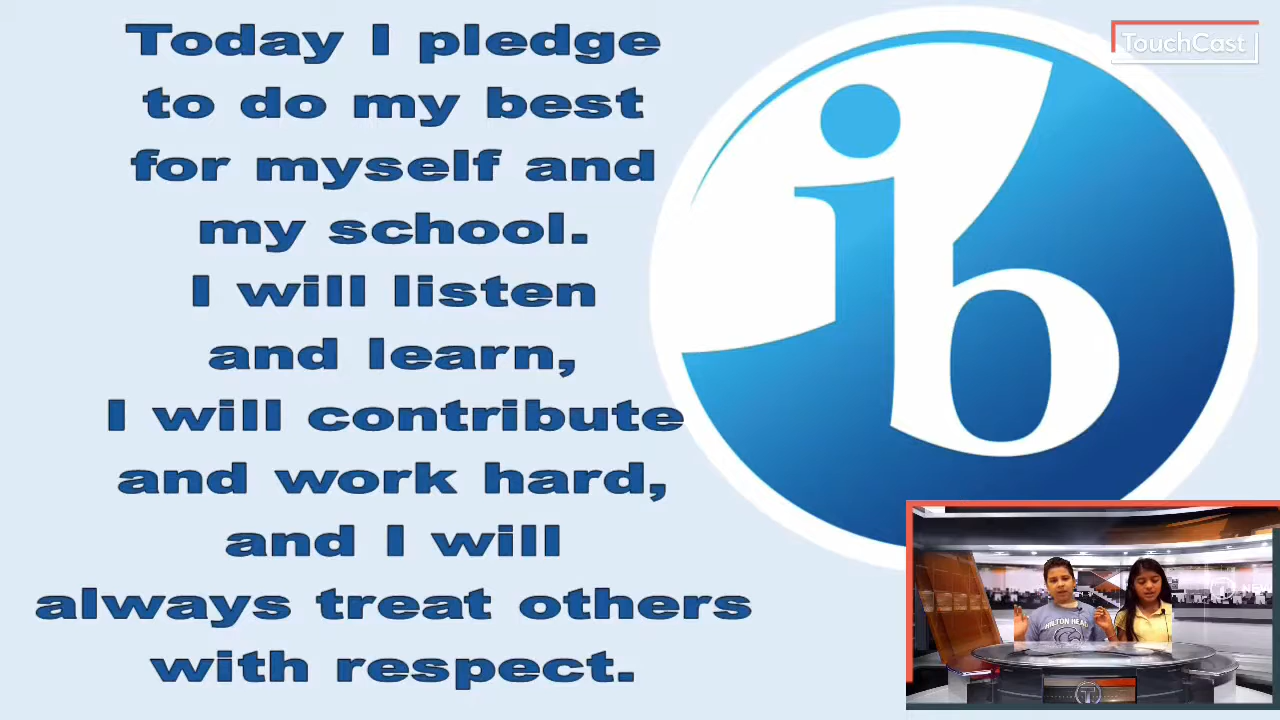 Today I pledge
to do my best
for myself and
my school.
I will listen
and learn,
I will contribute
and work hard,
and I will
always treat others
with respect.
ib
TouchCast
T